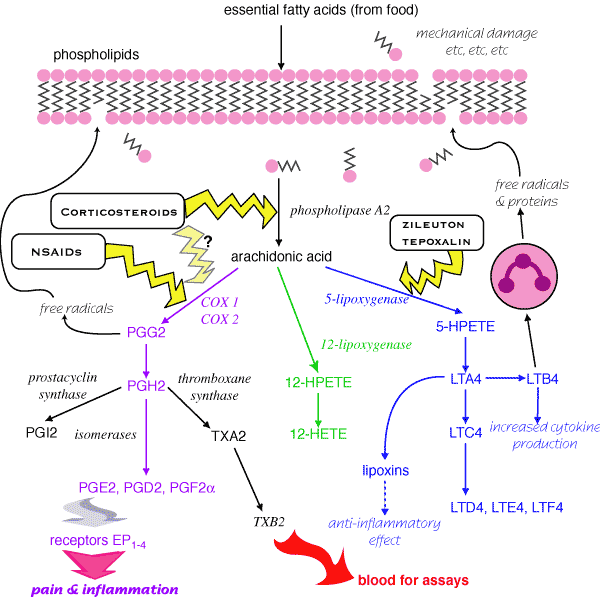 essential fatty acids (from food)
mechanical damage
etc, etc, etc
phospholipids
free radicals
& proteins
CORTICOSTEROIDS
phospholipase A2
ZILEUTON
TEPOXALIN
?
NSAIDS
arachidonic acid
free radicals
COX 1
COX 2
5-lipoxygenase
PGG2
5-HPETE
12-lipoxygenase
prostacyclin
synthase
PGH2
thromboxane
synthase
12-HPETE
LTA4
LTB4
PGI2
isomerases
TXA2
12-HETE
LTC4
increased cytokine
production
lipoxins
PGE2, PGD2, PGF2α
LTD4, LTE4, LTF4
TXB2
anti-inflammatory
effect
receptors EP1-4
blood for assays
pain & inflammation